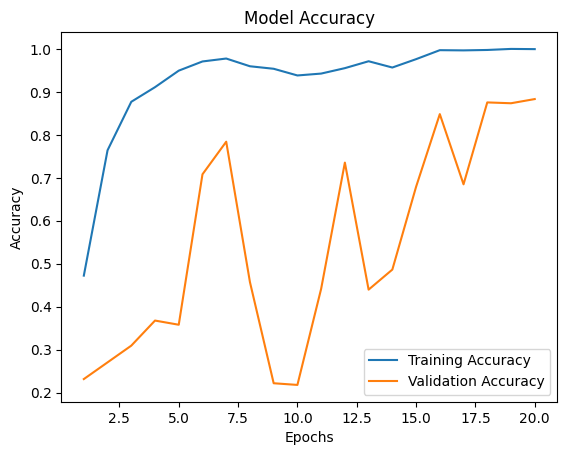 Model Accuracy
1.0
0.9
0.8
0.7
0.6
0.5
0.4
0.3
0.2
Accuracy
Training Accuracy
Validation Accuracy
2.5 5.0 7.5 10.0 12.5 15.0 17.5 20.0
Epochs